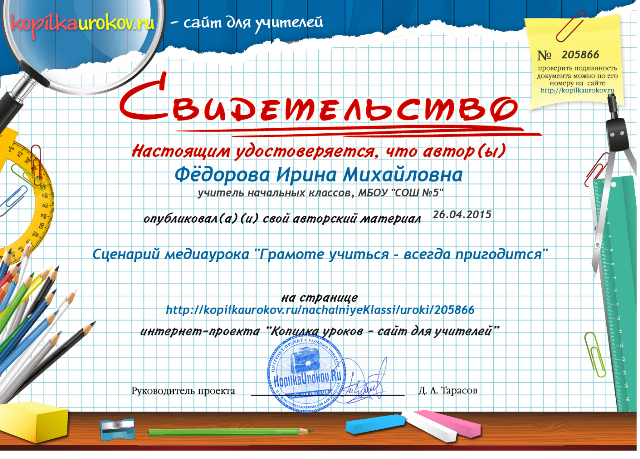 kopilkaurokov.ru - сайт для учителей
№ 205866
проверить подлинность
документа можно по его
номеру на сайте
http://kopilkaurokov.ru
Свидетельство
Настоящим удостоверяется, что автор(ы)
Фёдорова Ирина Михайловна
учитель начальных классов, МБОУ "СОШ №5"
опубликовал(а)(и) свой авторский материал 26.04.2015
Сценарий медиаурока "Грамоте учиться - всегда пригодится"
на странице
http://kopilkaurokov.ru/nachalniyeKlassi/uroki/205866
интернет-проекта "Копилка уроков - сайт для учителей"
KopilkaUrokov.Ru
Руководитель проекта Д. А. Тарасов